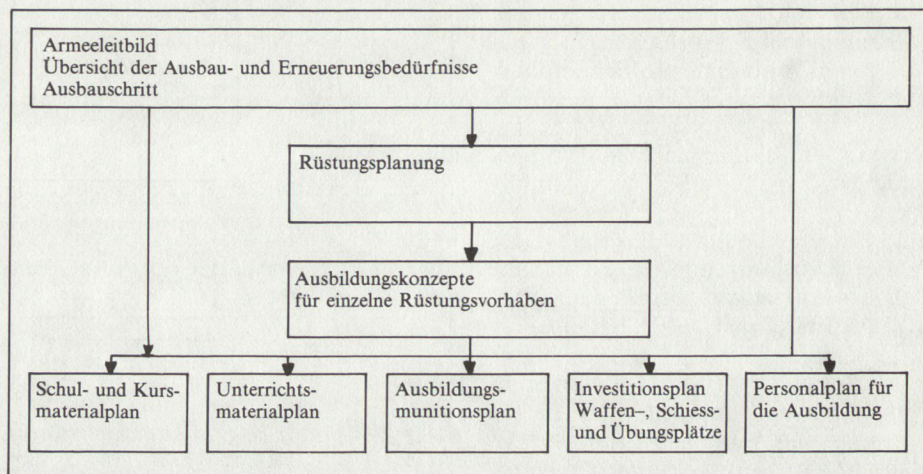 Armeeleitbild
Übersicht der Ausbau- und Erneuerungsbedürfnisse
Ausbauschritt
Rüstungsplanung
Ausbildungskonzepte
für einzelne Rüstungsvorhaben
Schul- und Kurs-
materialplan
Unterrichts-
materialplan
Ausbildungs-
munitionsplan
Investitionsplan
Waffen–, Schiess-
und Übungsplätze
Personalplan für
die Ausbildung